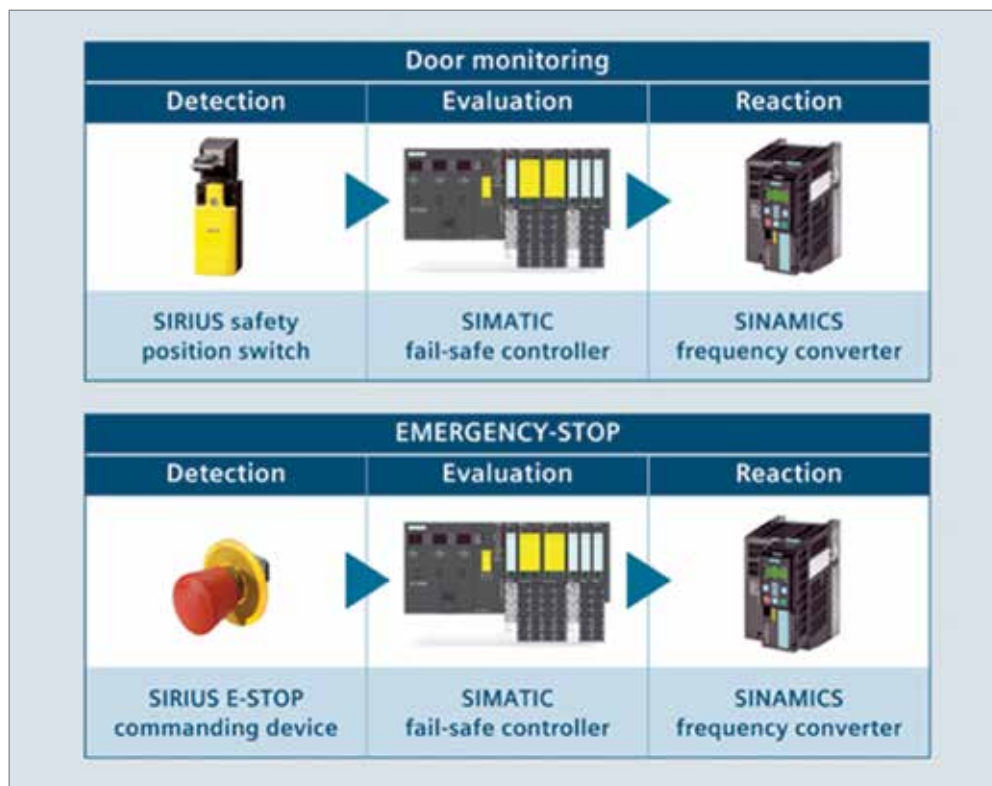 Door monitoring
Detection Evaluation Reaction
SIRIUS safety
position switch
SIMATIC
fail-safe controller
SINAMICS
frequency converter
EMERGENCY-STOP
Detection Evaluation Reaction
SIRIUS E-STOP
commanding device
SIMATIC
fail-safe controller
SINAMICS
frequency converter